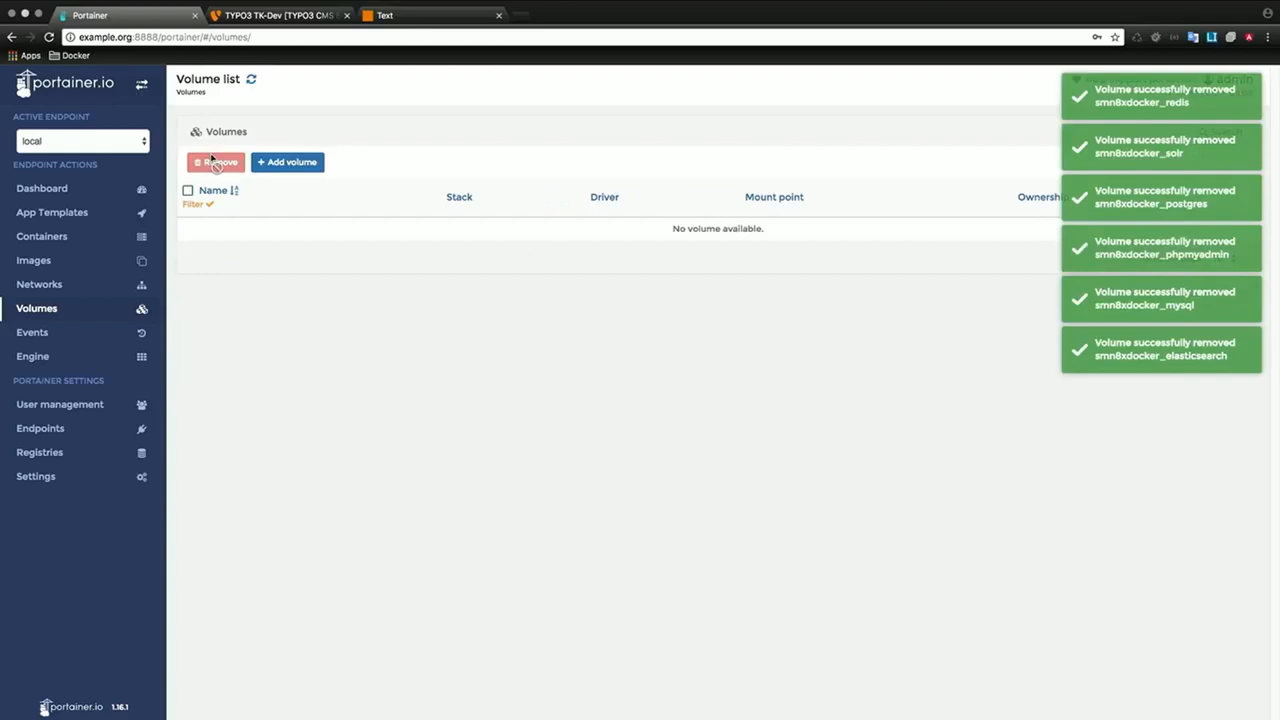 Portainer
TYPO3 TK-Dev [TYPO3 CMS
Text
example.org:8888/portainer/#/volumes/
Apps
Docker
portainer.io
ACTIVE ENDPOINT
local
ENDPOINT ACTIONS
Dashboard
App Templates
Containers
Images
Networks
Volumes
Events
Engine
PORTAINER SETTINGS
User management
Endpoints
Registries
Settings
portainer.io 1.16.1
Volume list
Volumes
admin
Volumes
Remove
+ Add volume
Name
Stack
Driver
Mount point
Ownership
Filter
No volume available.
Volume successfully removed
smn8xdocker_redis
Volume successfully removed
smn8xdocker_solr
Volume successfully removed
smn8xdocker_postgres
Volume successfully removed
smn8xdocker_phpmyadmin
Volume successfully removed
smn8xdocker_mysql
Volume successfully removed
smn8xdocker_elasticsearch